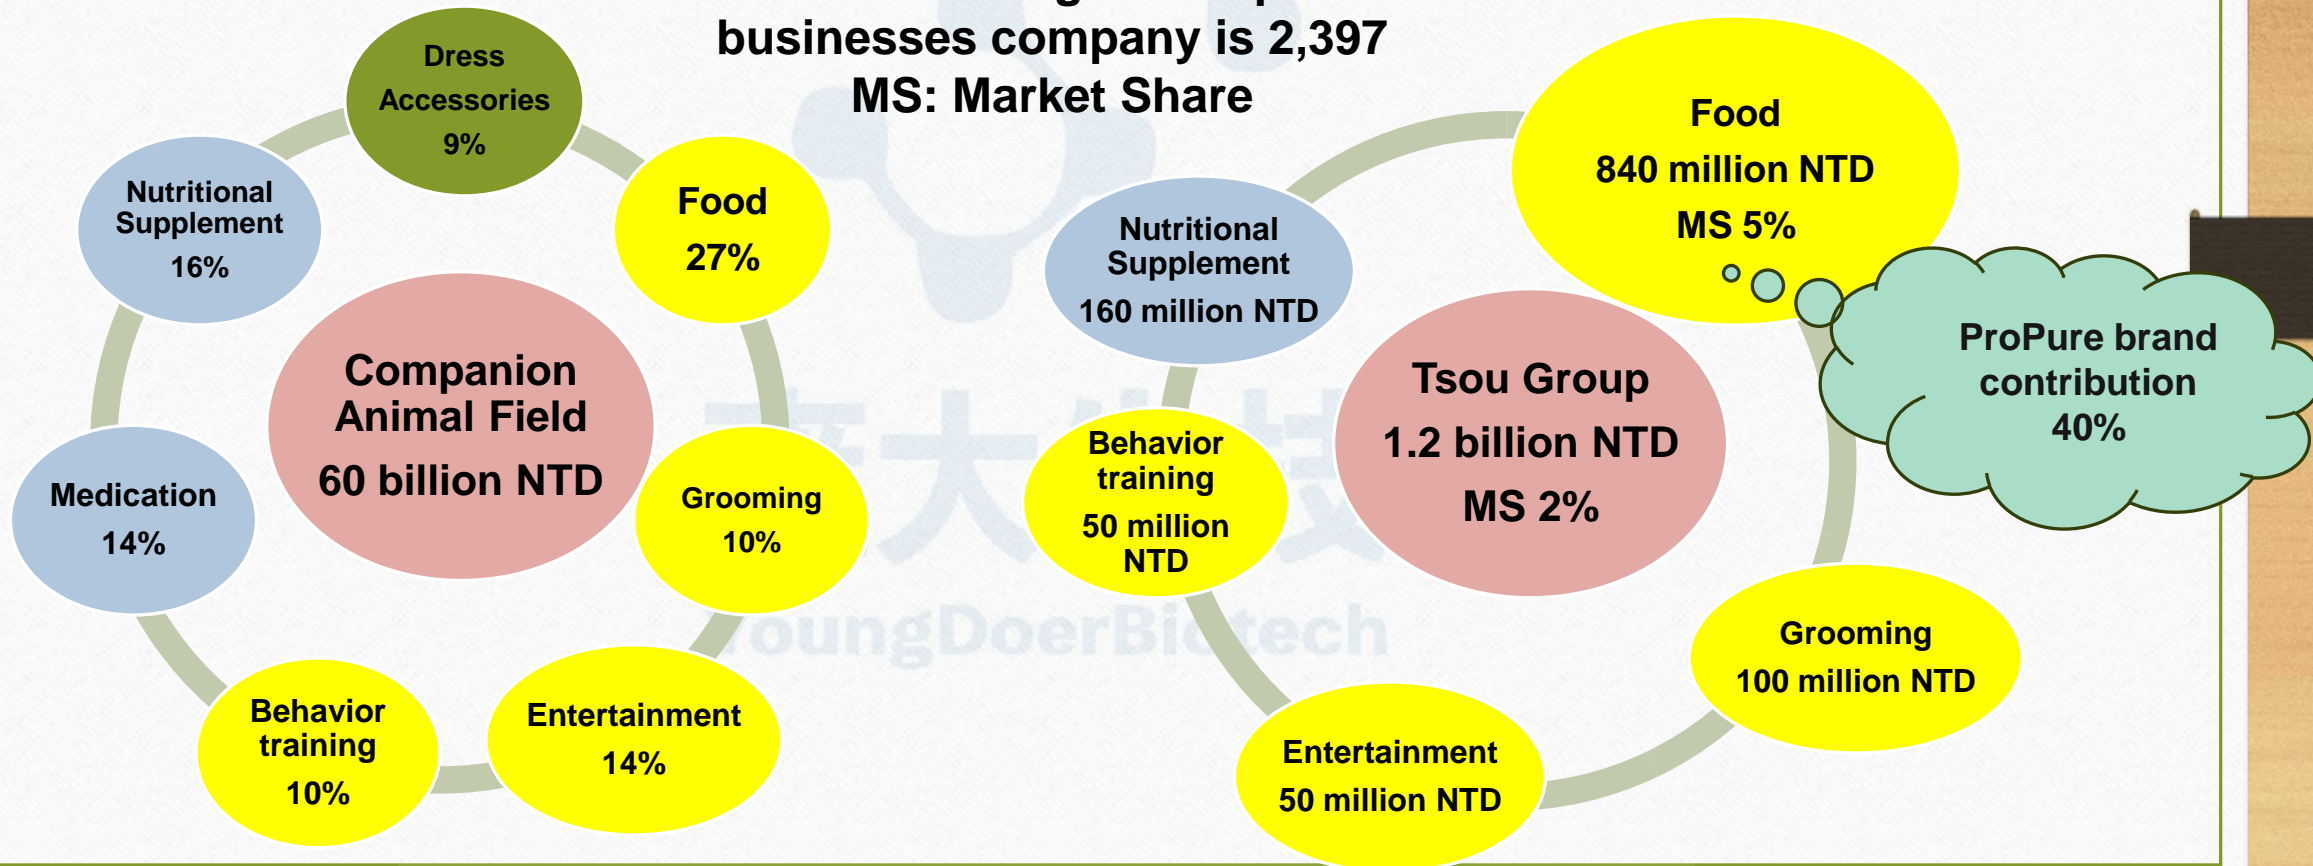 businesses company is 2,397
MS: Market Share
Dress
Accessories
9%
Food
27%
Grooming
10%
Entertainment
14%
Behavior
training
10%
Medication
14%
Nutritional
Supplement
16%
Companion
Animal Field
60 billion NTD
Food
840 million NTD
MS 5%
ProPure brand
contribution
40%
Grooming
100 million NTD
Entertainment
50 million NTD
Behavior
training
50 million
NTD
Nutritional
Supplement
160 million NTD
Tsou Group
1.2 billion NTD
MS 2%
YoungDoerBiotech